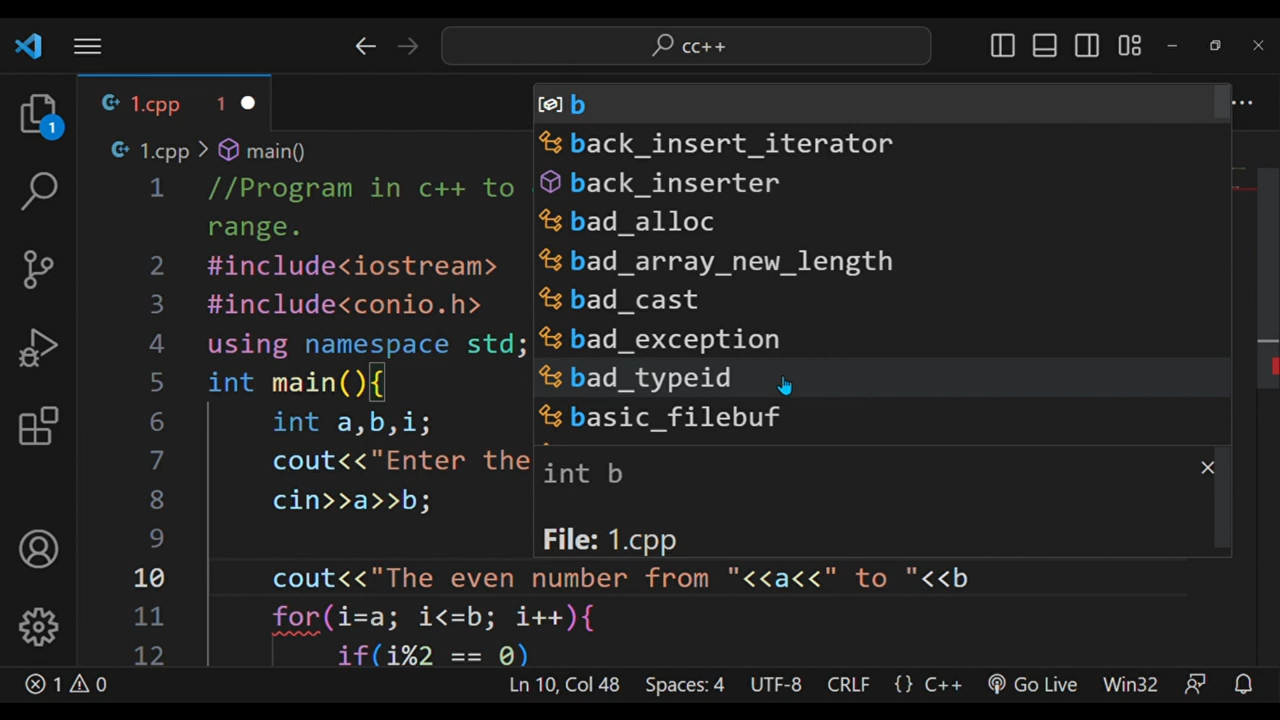 cc++
1.cpp 1
1.cpp > main()
1 //Program in c++ to
range.
2 #include<iostream>
3 #include<conio.h>
4 using namespace std;
5 int main(){
6 int a,b,i;
7 cout<<"Enter the
8 cin>>a>>b;
9
10 cout<<"The even number from "<<a<<" to "<<b
11 for(i=a; i<=b; i++){
12 if(i%2 == 0)
b
back_insert_iterator
back_inserter
bad_alloc
bad_array_new_length
bad_cast
bad_exception
bad_typeid
basic_filebuf
int b
File: 1.cpp
1
1 0 Ln 10, Col 48 Spaces: 4 UTF-8 CRLF {} C++ Go Live Win32